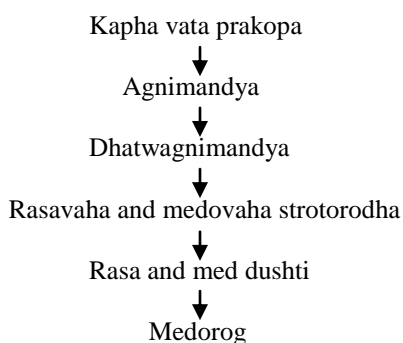 Kapha vata prakopa
Agnimandya
Dhatwagnimandya
Rasavaha and medovaha strotorodha
Rasa and med dushti
Medorog